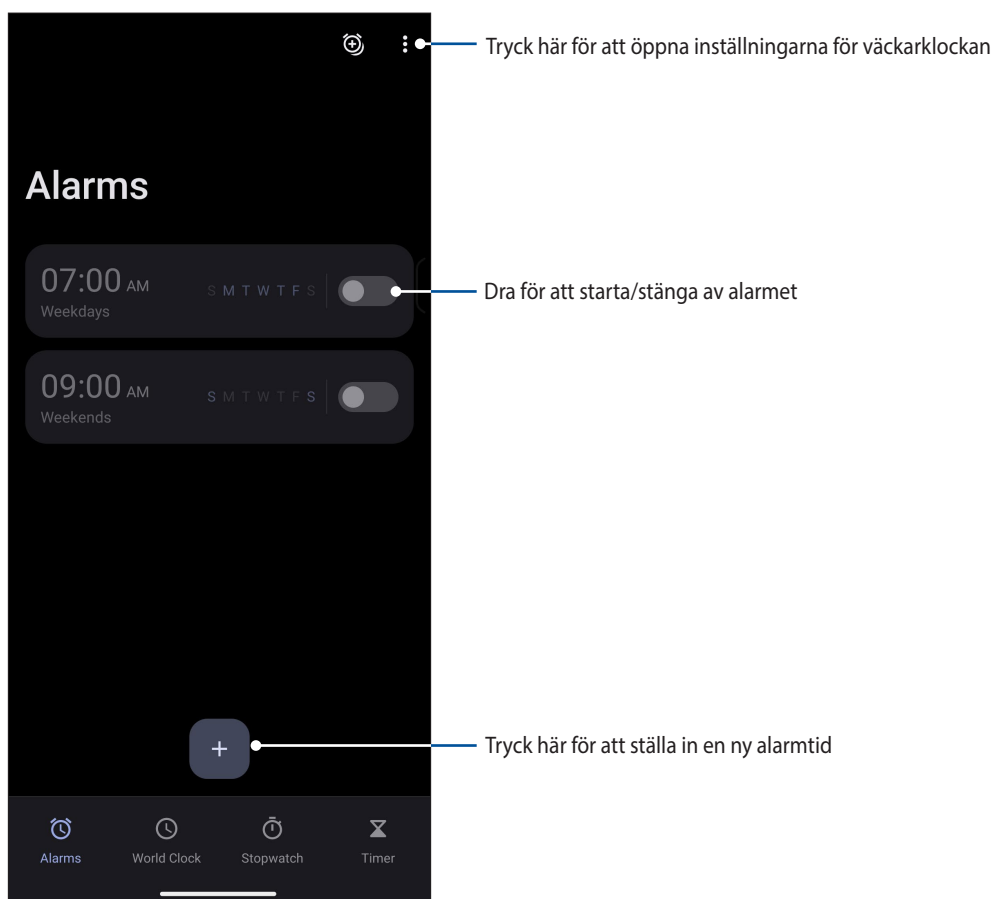 Tryck här för att öppna inställningarna för väckarklockan
Alarms
07:00 AM
S M T W T F S
Weekdays
Dra för att starta/stänga av alarmet
09:00 AM
S M T W T F S
Weekends
+
Tryck här för att ställa in en ny alarmtid
Alarms World Clock Stopwatch Timer